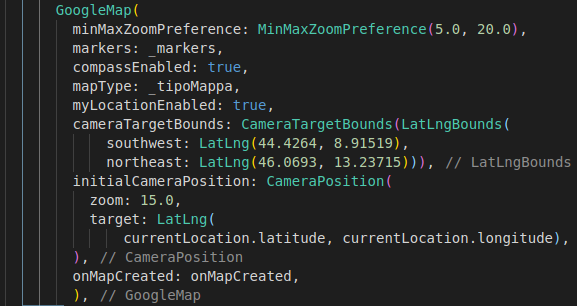 GoogleMap(
minMaxZoomPreference: MinMaxZoomPreference(5.0, 20.0),
markers: _markers,
compassEnabled: true,
mapType: _tipoMappa,
myLocationEnabled: true,
cameraTargetBounds: CameraTargetBounds(LatLngBounds(
southwest: LatLng(44.4264, 8.91519),
northeast: LatLng(46.0693, 13.23715))), // LatLngBounds
initialCameraPosition: CameraPosition(
zoom: 15.0,
target: LatLng(
currentLocation.latitude, currentLocation.longitude),
), // CameraPosition
onMapCreated: onMapCreated,
), // GoogleMap